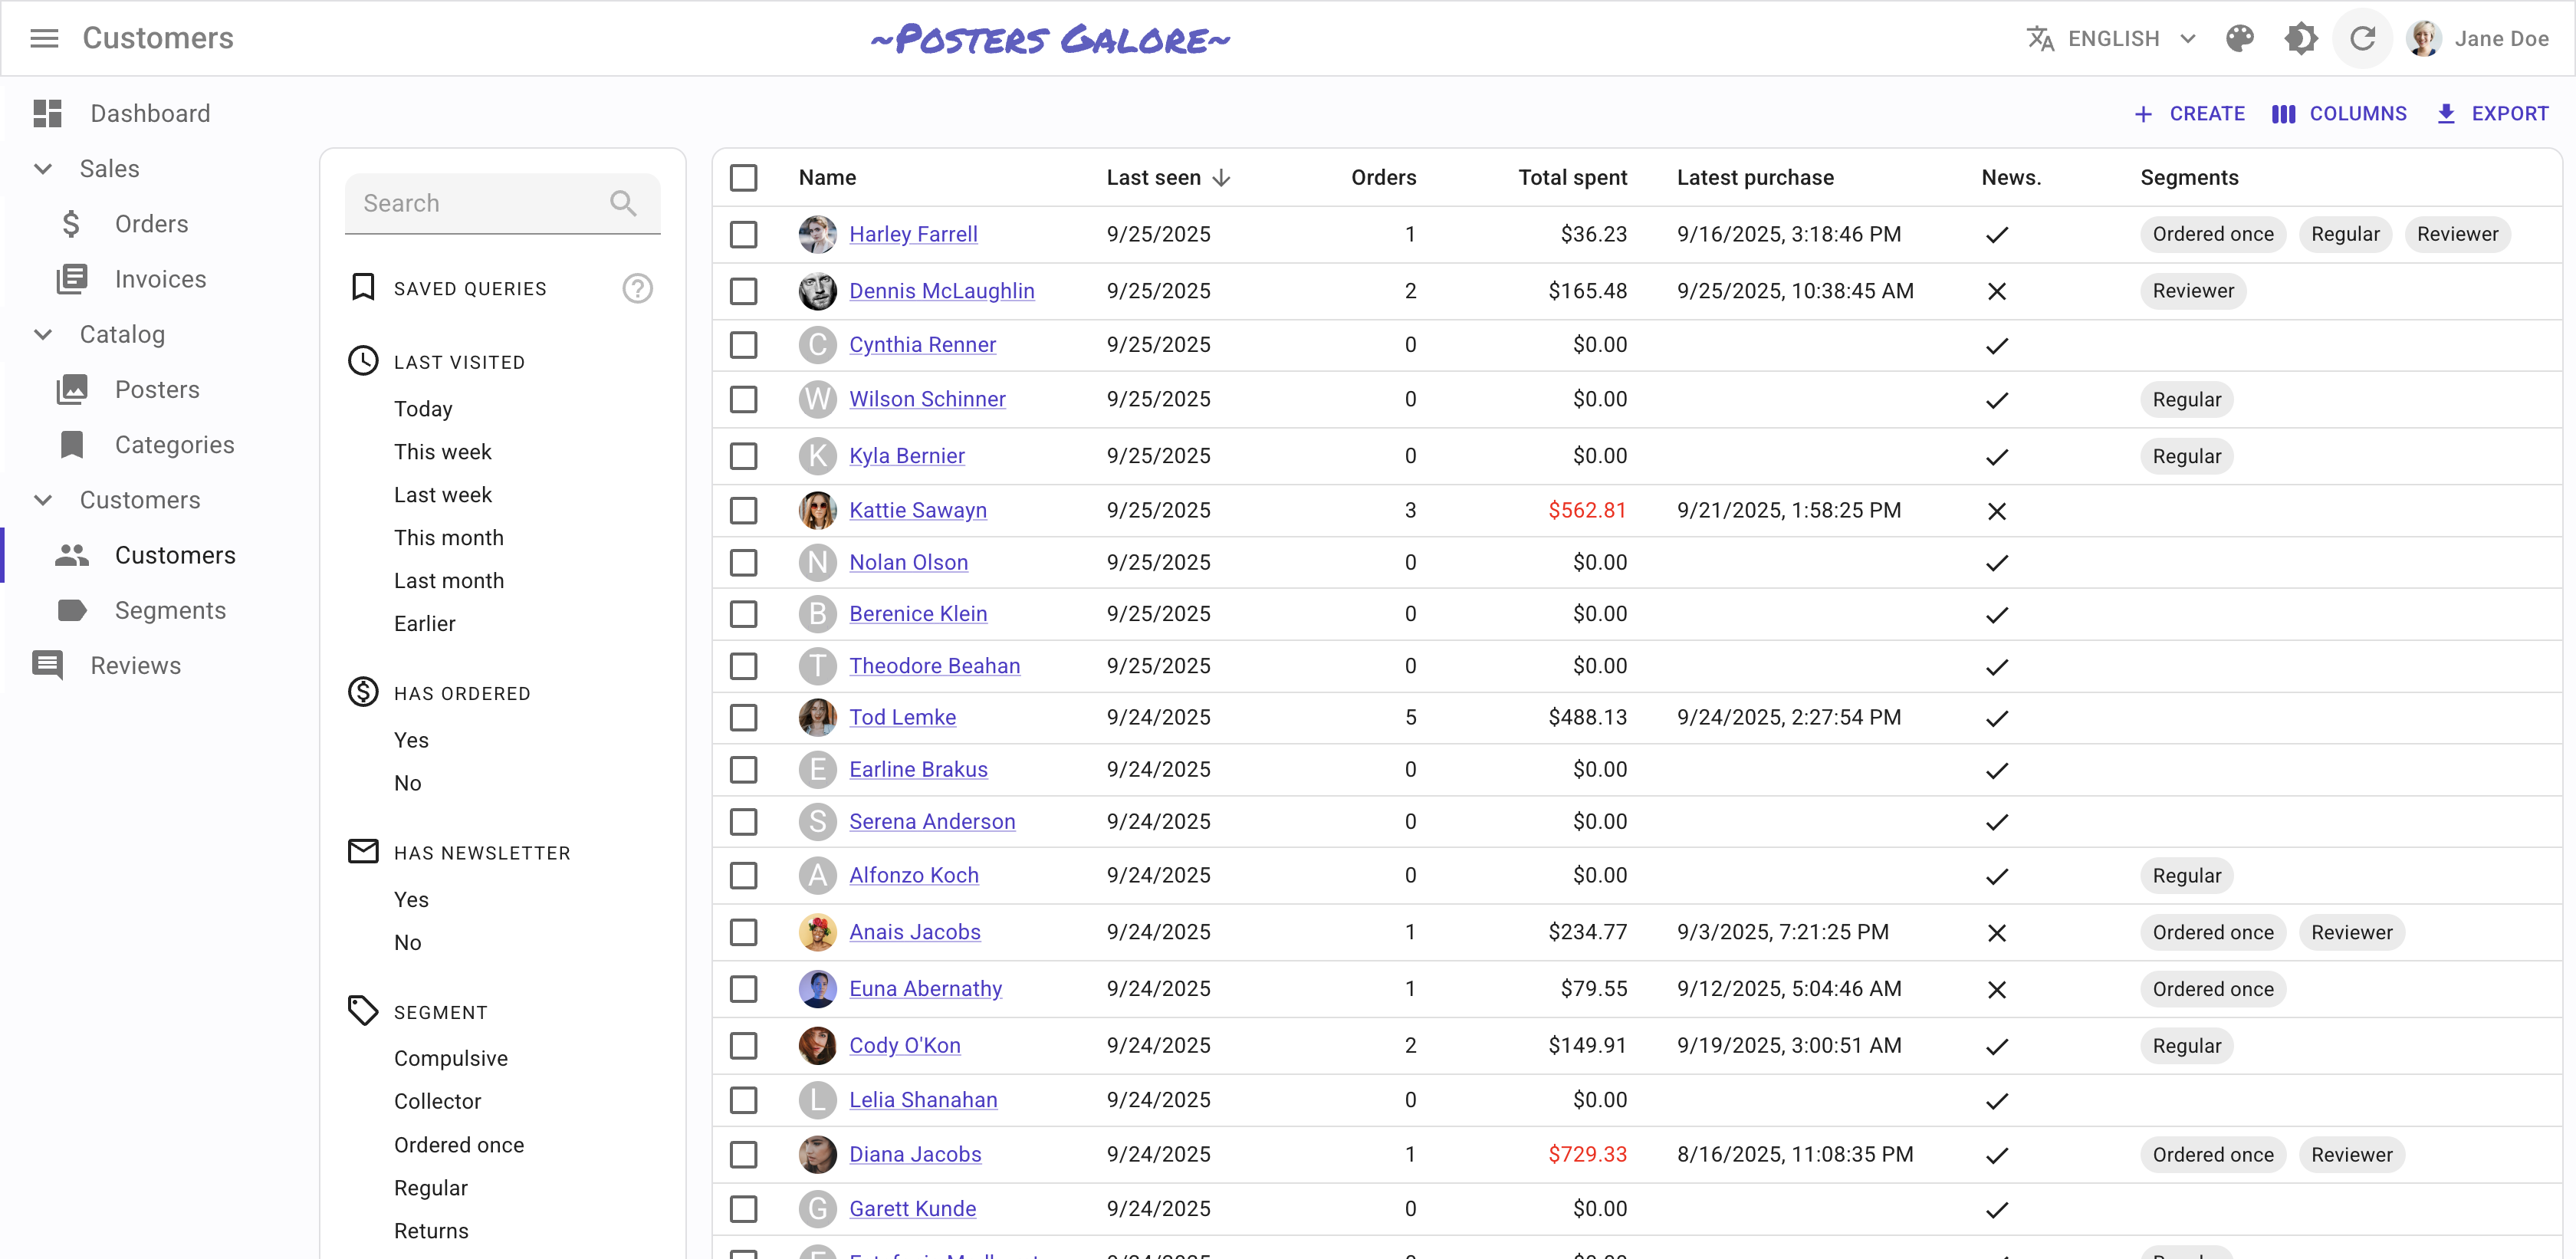 Customers
~Posters Galore~
ENGLISH
Jane Doe
Dashboard
Sales
Orders
Invoices
Catalog
Posters
Categories
Customers
Customers
Segments
Reviews
CREATE
COLUMNS
EXPORT
Search
SAVED QUERIES
?
LAST VISITED
Today
This week
Last week
This month
Last month
Earlier
HAS ORDERED
Yes
No
HAS NEWSLETTER
Yes
No
SEGMENT
Compulsive
Collector
Ordered once
Regular
Returns
Name Last seen Orders Total spent Latest purchase News. Segments
Harley Farrell 9/25/2025 1 $36.23 9/16/2025, 3:18:46 PM Ordered once Regular Reviewer
Dennis McLaughlin 9/25/2025 2 $165.48 9/25/2025, 10:38:45 AM Reviewer
C Cynthia Renner 9/25/2025 0 $0.00
W Wilson Schinner 9/25/2025 0 $0.00 Regular
K Kyla Bernier 9/25/2025 0 $0.00 Regular
Kattie Sawayn 9/25/2025 3 $562.81 9/21/2025, 1:58:25 PM
N Nolan Olson 9/25/2025 0 $0.00
B Berenice Klein 9/25/2025 0 $0.00
T Theodore Beahan 9/25/2025 0 $0.00
Tod Lemke 9/24/2025 5 $488.13 9/24/2025, 2:27:54 PM
E Earline Brakus 9/24/2025 0 $0.00
S Serena Anderson 9/24/2025 0 $0.00
A Alfonzo Koch 9/24/2025 0 $0.00 Regular
Anais Jacobs 9/24/2025 1 $234.77 9/3/2025, 7:21:25 PM Ordered once Reviewer
Euna Abernathy 9/24/2025 1 $79.55 9/12/2025, 5:04:46 AM Ordered once
Cody O'Kon 9/24/2025 2 $149.91 9/19/2025, 3:00:51 AM Regular
L Lelia Shanahan 9/24/2025 0 $0.00
Diana Jacobs 9/24/2025 1 $729.33 8/16/2025, 11:08:35 PM Ordered once Reviewer
G Garett Kunde 9/24/2025 0 $0.00